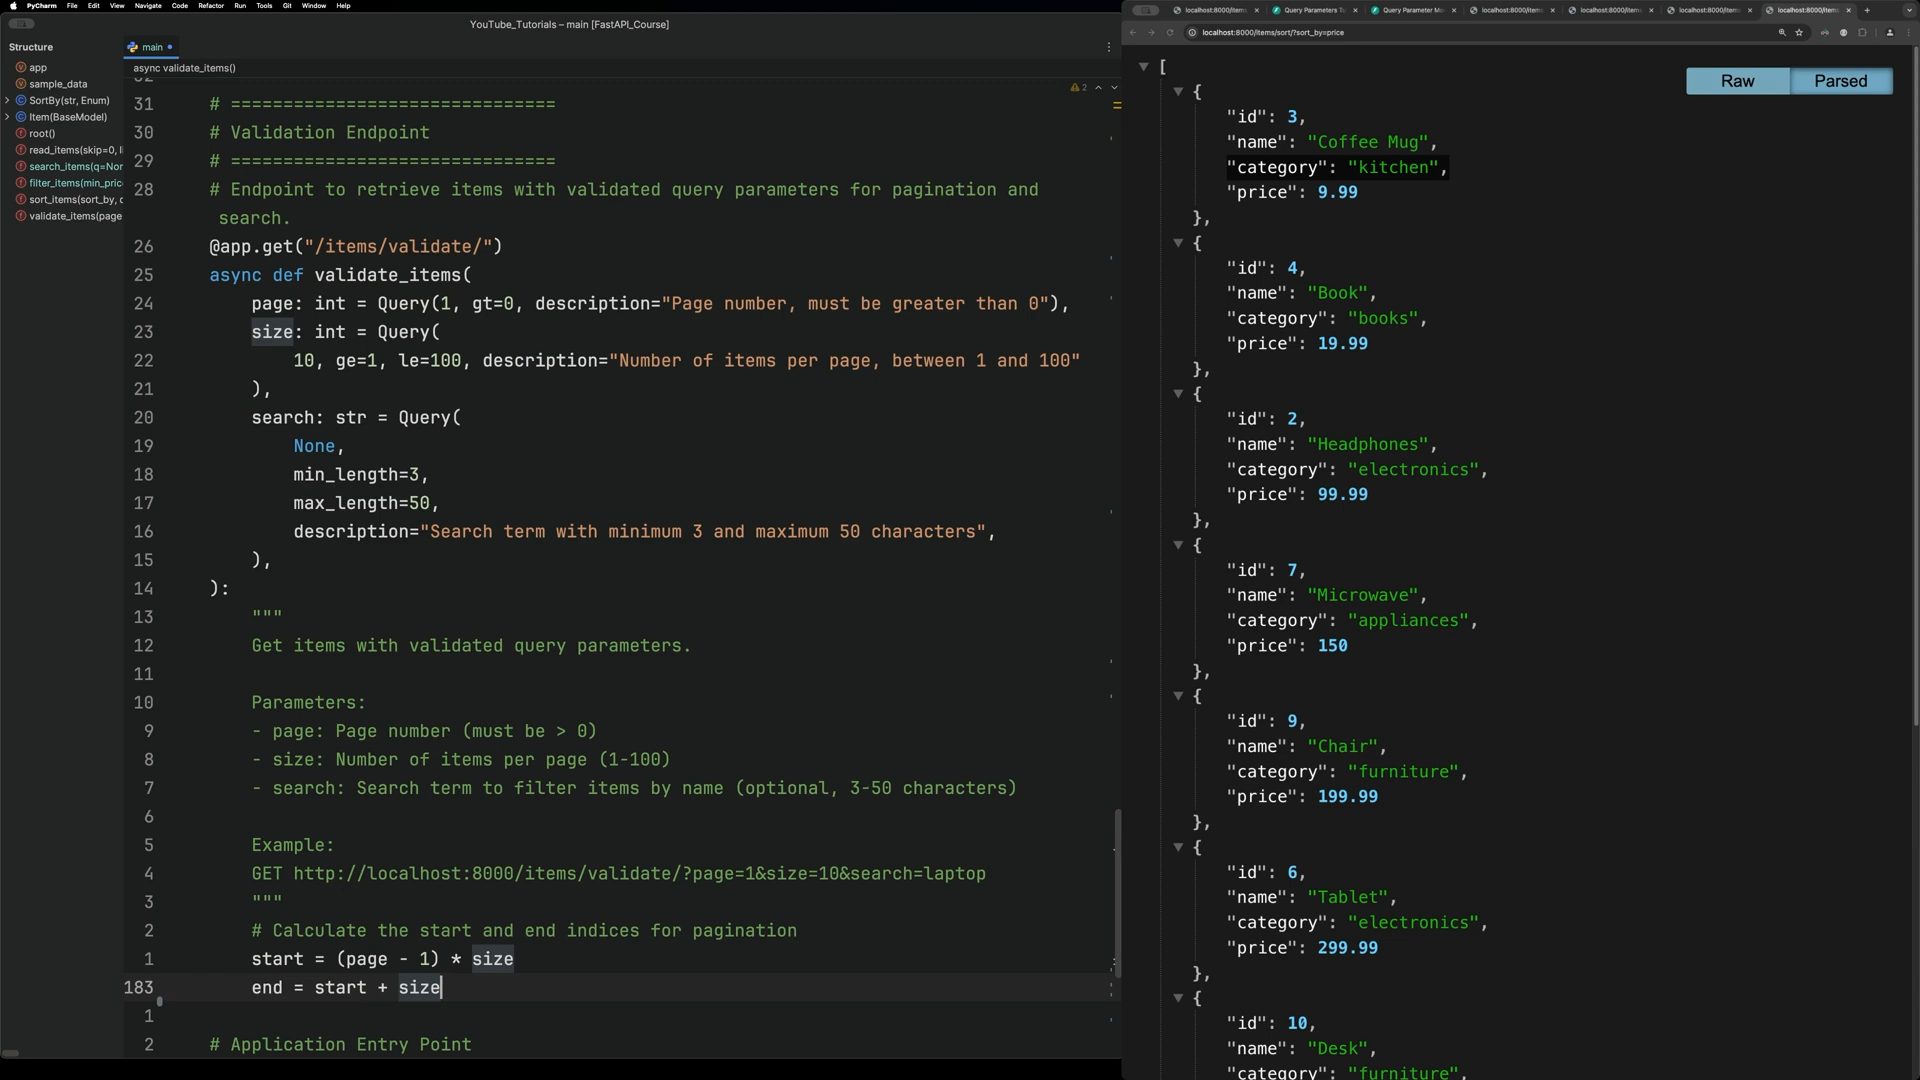 PyCharm File Edit View Navigate Code Refactor Run Tools Git Window Help
YouTube_Tutorials – main [FastAPI_Course]
Structure
app
sample_data
SortBy(str, Enum)
Item(BaseModel)
root()
read_items(skip=0, li
search_items(q=Nor
filter_items(min_price
sort_items(sort_by, c
validate_items(page
main
async validate_items()
2
32
31 # ===============================
30 # Validation Endpoint
29 # ===============================
28 # Endpoint to retrieve items with validated query parameters for pagination and
search.
26 @app.get("/items/validate/")
25 async def validate_items(
24 page: int = Query(1, gt=0, description="Page number, must be greater than 0"),
23 size: int = Query(
22 10, ge=1, le=100, description="Number of items per page, between 1 and 100"
21 ),
20 search: str = Query(
19 None,
18 min_length=3,
17 max_length=50,
16 description="Search term with minimum 3 and maximum 50 characters",
15 ),
14 ):
13 """
12 Get items with validated query parameters.
11
10 Parameters:
9 - page: Page number (must be > 0)
8 - size: Number of items per page (1-100)
7 - search: Search term to filter items by name (optional, 3-50 characters)
6
5 Example:
4 GET http://localhost:8000/items/validate/?page=1&size=10&search=laptop
3 """
2 # Calculate the start and end indices for pagination
1 start = (page - 1) * size
183 end = start + size
1
2 # Application Entry Point
localhost:8000/items/ Query Parameters Tu Query Parameter Mo localhost:8000/items localhost:8000/items localhost:8000/items/ localhost:8000/items
localhost:8000/items/sort/?sort_by=price
Raw Parsed
[
{
"id": 3,
"name": "Coffee Mug",
"category": "kitchen",
"price": 9.99
},
{
"id": 4,
"name": "Book",
"category": "books",
"price": 19.99
},
{
"id": 2,
"name": "Headphones",
"category": "electronics",
"price": 99.99
},
{
"id": 7,
"name": "Microwave",
"category": "appliances",
"price": 150
},
{
"id": 9,
"name": "Chair",
"category": "furniture",
"price": 199.99
},
{
"id": 6,
"name": "Tablet",
"category": "electronics",
"price": 299.99
},
{
"id": 10,
"name": "Desk",
"category": "furniture",